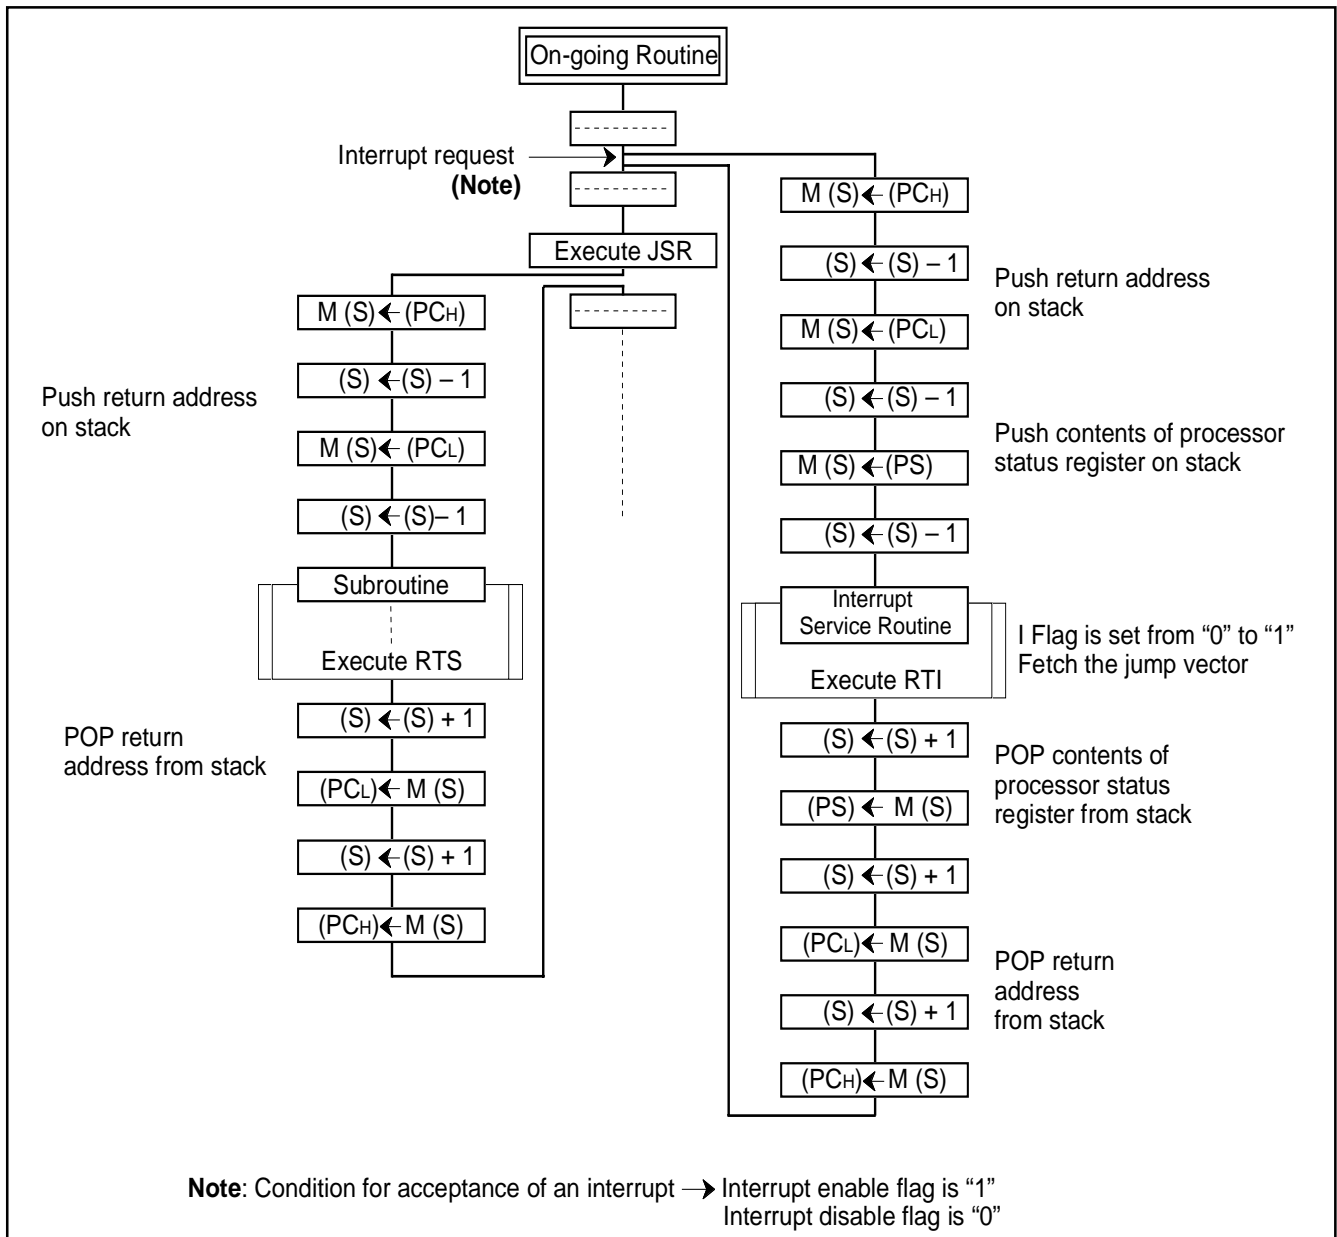 On-going Routine
Interrupt request
(Note)
Execute JSR
M (S) ← (PCH)
(S) ← (S) – 1
M (S) ← (PCL)
(S) ← (S)– 1
Push return address
on stack
Subroutine
Execute RTS
(S) ← (S) + 1
(PCL) ← M (S)
(S) ← (S) + 1
(PCH) ← M (S)
POP return
address from stack
M (S) ← (PCH)
(S) ← (S) – 1
M (S) ← (PCL)
(S) ← (S) – 1
M (S) ← (PS)
(S) ← (S) – 1
Push return address
on stack
Push contents of processor
status register on stack
Interrupt
Service Routine
Execute RTI
I Flag is set from “0” to “1”
Fetch the jump vector
(S) ← (S) + 1
(PS) ← M (S)
(S) ← (S) + 1
(PCL) ← M (S)
(S) ← (S) + 1
(PCH) ← M (S)
POP contents of
processor status
register from stack
POP return
address
from stack
Note: Condition for acceptance of an interrupt → Interrupt enable flag is “1”
Interrupt disable flag is “0”